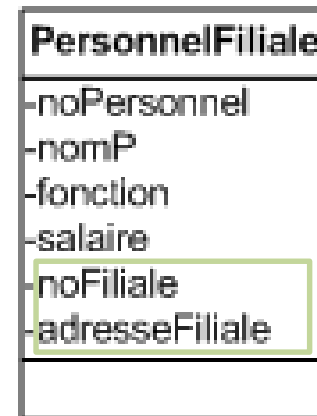 PersonnelFiliale
-noPersonnel
-nomP
-fonction
-salaire
-noFiliale
-adresseFiliale